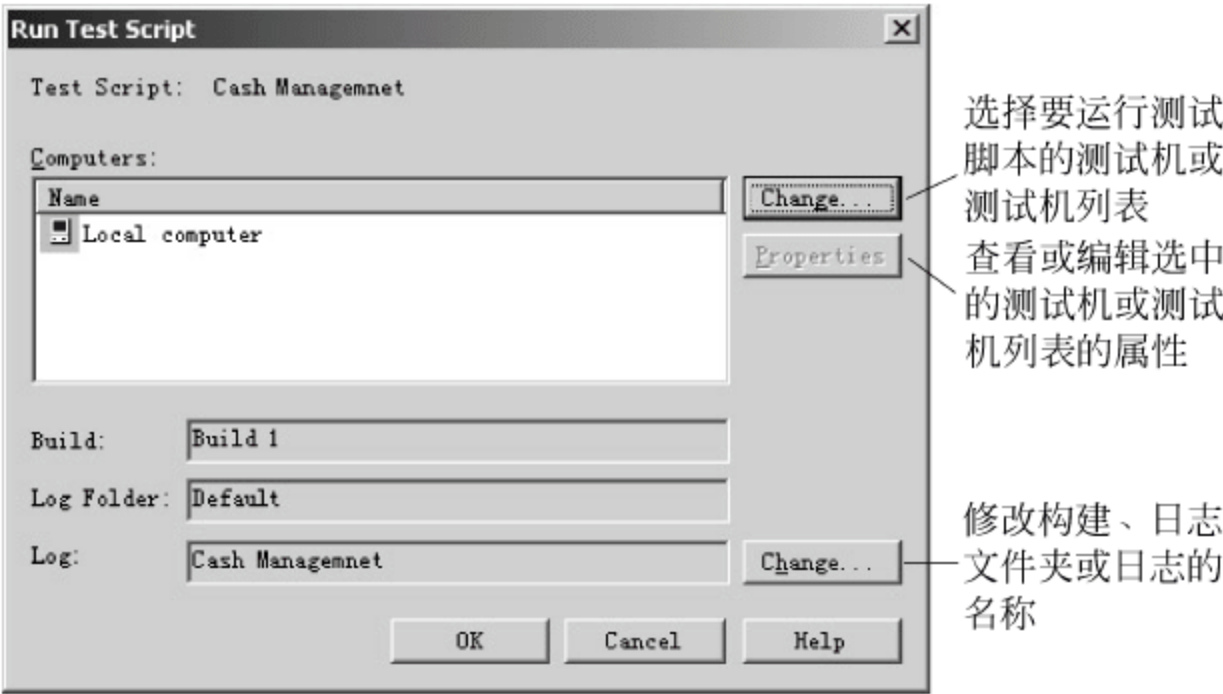 Run Test Script
Test Script: Cash Managemnet
Computers:
Name
Local computer
Change...
Properties
选择要运行测试
脚本的测试机或
测试机列表
查看或编辑选中
的测试机或测试
机列表的属性
Build: Build 1
Log Folder: Default
Log: Cash Managemnet
Change...
修改构建、日志
文件夹或日志的
名称
OK Cancel Help